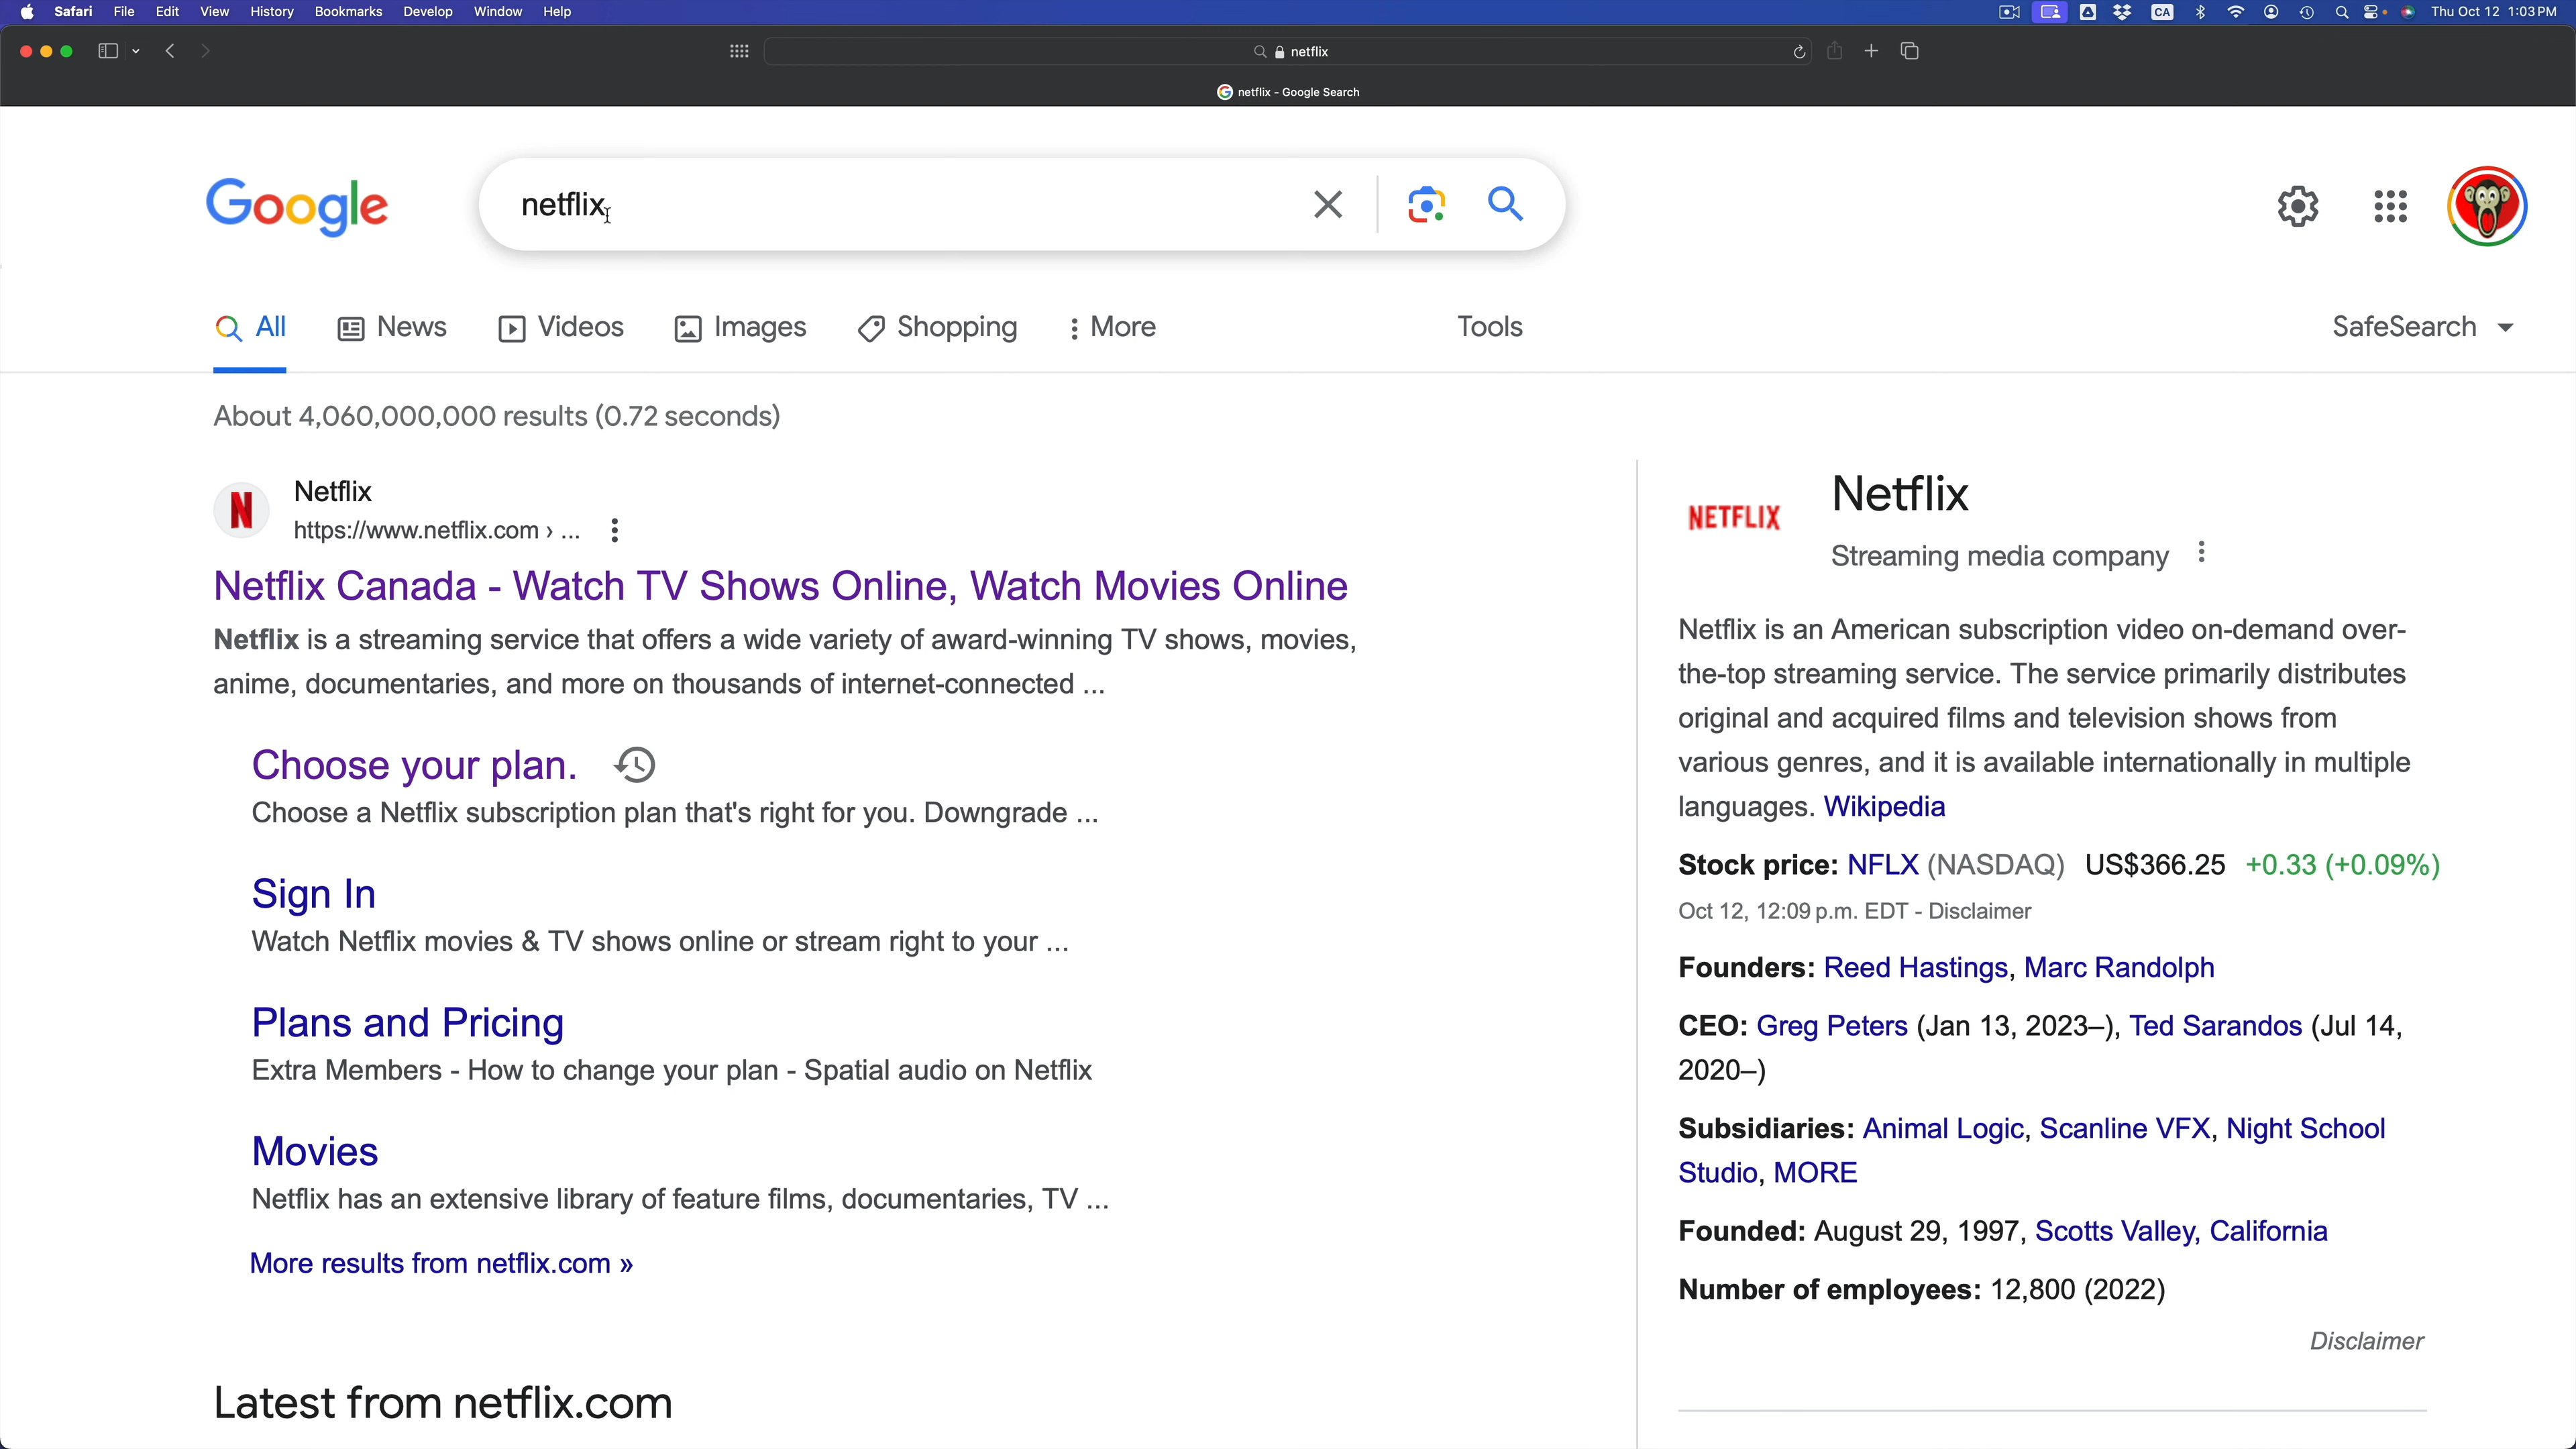 Safari File Edit View History Bookmarks Develop Window Help
CA Thu Oct 12 1:03 PM
netflix
netflix - Google Search
Google netflix
All News Videos Images Shopping More Tools SafeSearch
About 4,060,000,000 results (0.72 seconds)
N Netflix
https://www.netflix.com › ...
Netflix Canada - Watch TV Shows Online, Watch Movies Online
Netflix is a streaming service that offers a wide variety of award-winning TV shows, movies,
anime, documentaries, and more on thousands of internet-connected ...
Choose your plan.
Choose a Netflix subscription plan that's right for you. Downgrade ...
Sign In
Watch Netflix movies & TV shows online or stream right to your ...
Plans and Pricing
Extra Members - How to change your plan - Spatial audio on Netflix
Movies
Netflix has an extensive library of feature films, documentaries, TV ...
More results from netflix.com »
Latest from netflix.com
NETFLIX
Netflix
Streaming media company
Netflix is an American subscription video on-demand over-
the-top streaming service. The service primarily distributes
original and acquired films and television shows from
various genres, and it is available internationally in multiple
languages. Wikipedia
Stock price: NFLX (NASDAQ) US$366.25 +0.33 (+0.09%)
Oct 12, 12:09 p.m. EDT - Disclaimer
Founders: Reed Hastings, Marc Randolph
CEO: Greg Peters (Jan 13, 2023–), Ted Sarandos (Jul 14,
2020–)
Subsidiaries: Animal Logic, Scanline VFX, Night School
Studio, MORE
Founded: August 29, 1997, Scotts Valley, California
Number of employees: 12,800 (2022)
Disclaimer